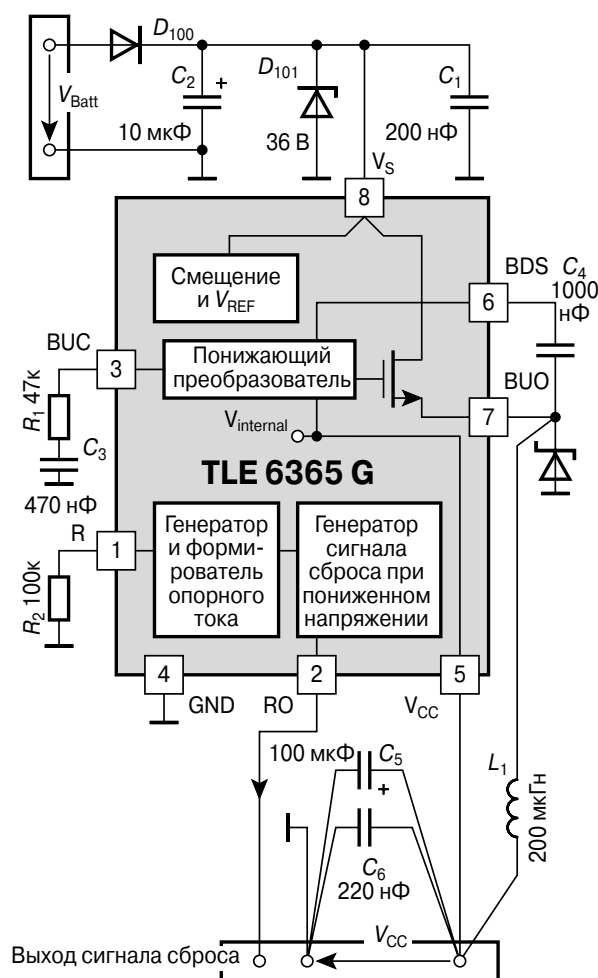 D100
VBatt
C2
+
10 мкФ
D101
36 В
C1
200 нФ
VS
8
Смещение
и VREF
BDS
C4
1000
нФ
6
BUC
3
Понижающий
преобразователь
BUO
7
R1 47к
C3
470 нФ
Vinternal
TLE 6365 G
R
1
R2 100к
Генератор
и форми-
рователь
опорного
тока
Генератор
сигнала
сброса при
пониженном
напряжении
4
2
5
GND
RO
VCC
100 мкФ
C5
+
C6
220 нФ
L1
200 мкГн
VCC
Выход сигнала сброса